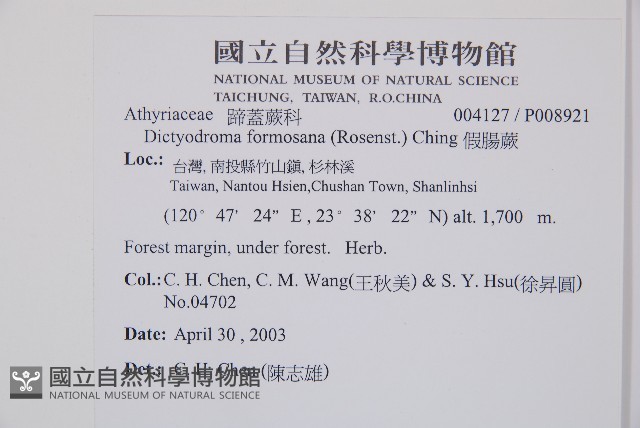 國立自然科學博物館
NATIONAL MUSEUM OF NATURAL SCIENCE
TAICHUNG, TAIWAN, R.O.CHINA
Athyriaceae 蹄蓋蕨科 004127 / P008921
Dictyodroma formosana (Rosenst.) Ching 假腸蕨
Loc.: 台灣, 南投縣竹山鎮, 杉林溪
Taiwan, Nantou Hsien,Chushan Town, Shanlinhsi
(120° 47' 24" E , 23° 38' 22" N) alt. 1,700 m.
Forest margin, under forest. Herb.
Col.:C. H. Chen, C. M. Wang(王秋美) & S. Y. Hsu(徐昇圓)
No.04702
Date: April 30 , 2003
Det.: C. H. Chen(陳志雄)
國立自然科學博物館
NATIONAL MUSEUM OF NATURAL SCIENCE